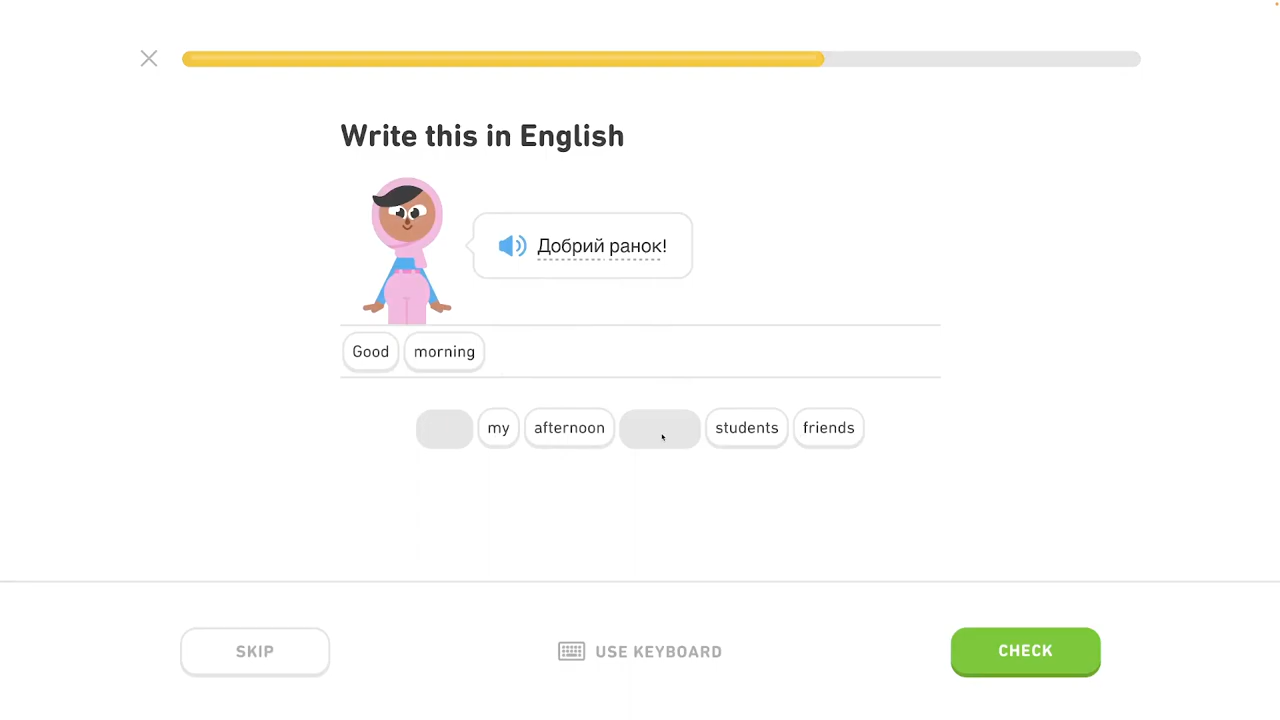 Write this in English
Добрий ранок!
Good morning
my afternoon students friends
SKIP USE KEYBOARD CHECK